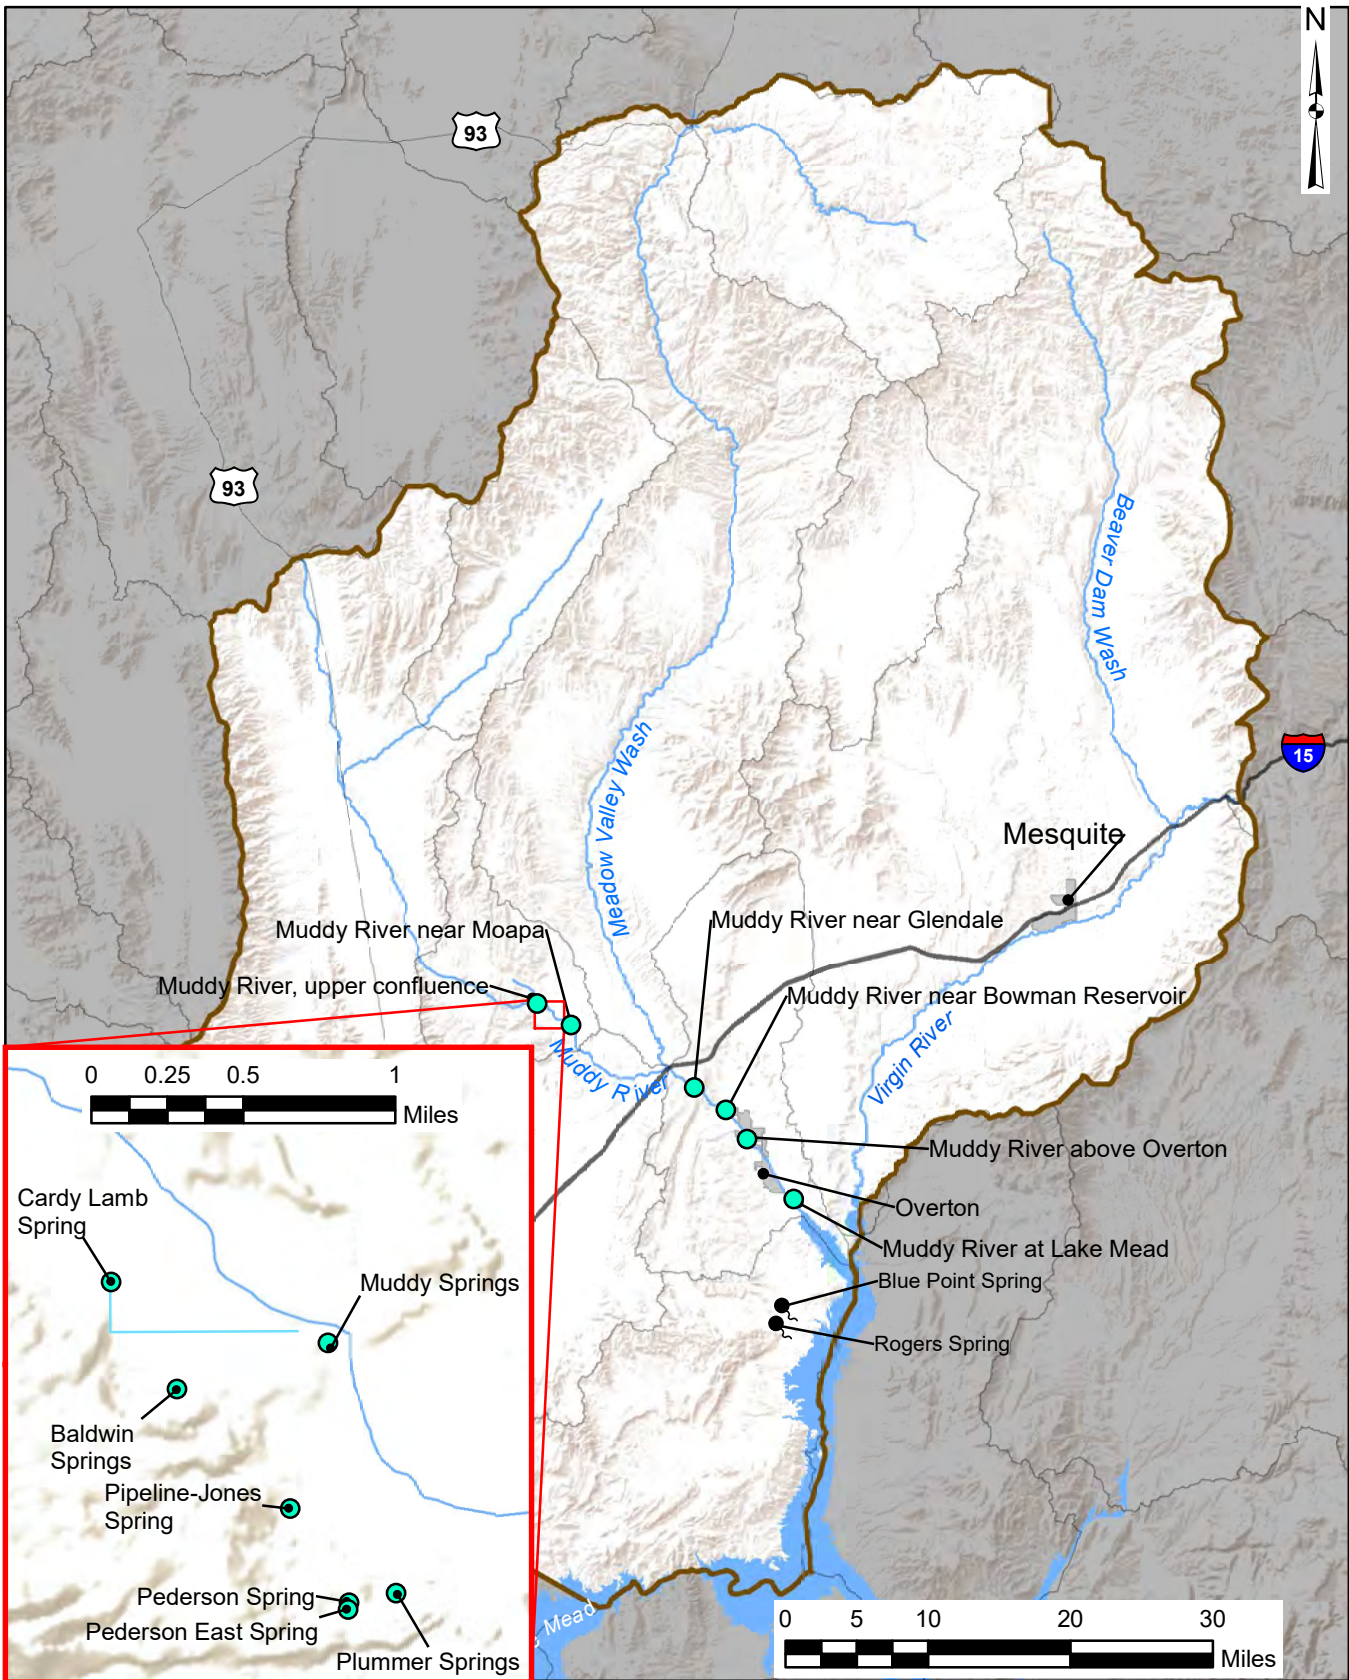 N
93
93
Beaver Dam Wash
15
Meadow Valley Wash
Mesquite
Muddy River near Glendale
Muddy River near Moapa
Muddy River, upper confluence
Muddy River near Bowman Reservoir
Virgin River
Muddy River
Muddy River above Overton
Overton
Muddy River at Lake Mead
Blue Point Spring
Rogers Spring
0 0.25 0.5 1
Miles
Cardy Lamb
Spring
Muddy Springs
Baldwin
Springs
Pipeline-Jones
Spring
Pederson Spring
Pederson East Spring
Plummer Springs
e Mead
0 5 10 20 30
Miles